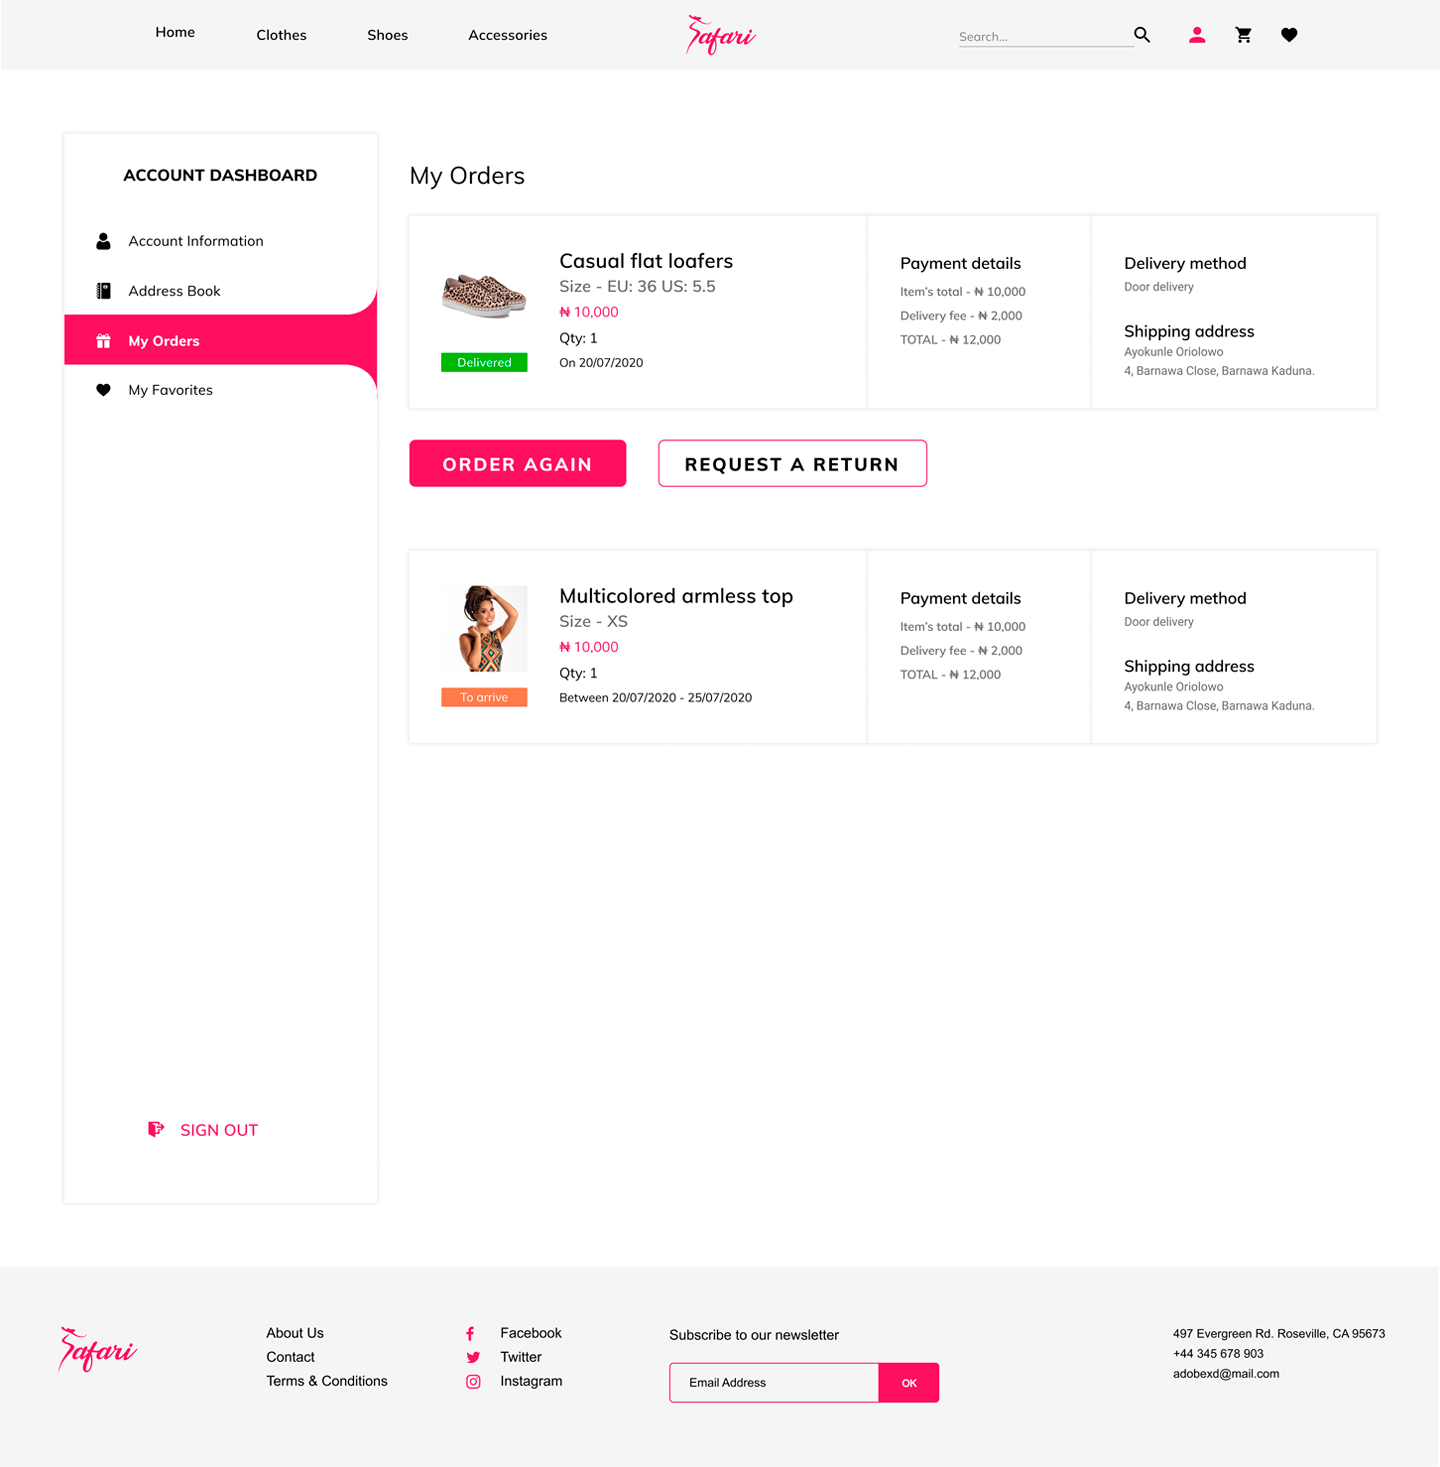 Home
Clothes
Shoes
Accessories
Safari
Search...
ACCOUNT DASHBOARD
Account Information
Address Book
My Orders
My Favorites
SIGN OUT
My Orders
Casual flat loafers
Size - EU: 36 US: 5.5
₦ 10,000
Qty: 1
Delivered
On 20/07/2020
Payment details
Item's total - ₦ 10,000
Delivery fee - ₦ 2,000
TOTAL - ₦ 12,000
Delivery method
Door delivery
Shipping address
Ayokunle Oriolowo
4, Barnawa Close, Barnawa Kaduna.
ORDER AGAIN
REQUEST A RETURN
Multicolored armless top
Size - XS
₦ 10,000
Qty: 1
To arrive
Between 20/07/2020 - 25/07/2020
Payment details
Item's total - ₦ 10,000
Delivery fee - ₦ 2,000
TOTAL - ₦ 12,000
Delivery method
Door delivery
Shipping address
Ayokunle Oriolowo
4, Barnawa Close, Barnawa Kaduna.
Safari
About Us
Contact
Terms & Conditions
Facebook
Twitter
Instagram
Subscribe to our newsletter
Email Address
OK
497 Evergreen Rd. Roseville, CA 95673
+44 345 678 903
adobexd@mail.com